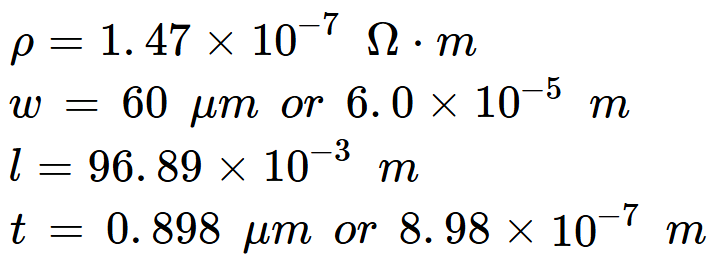 ρ = 1.47 × 10⁻⁷ Ω · m
w = 60 μm or 6.0 × 10⁻⁵ m
l = 96.89 × 10⁻³ m
t = 0.898 μm or 8.98 × 10⁻⁷ m